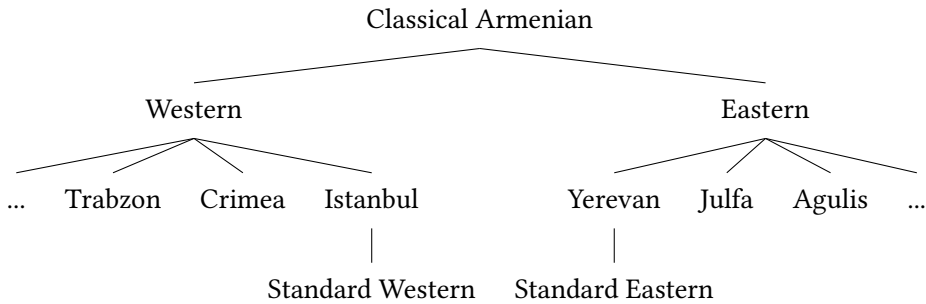 Classical Armenian
Western Eastern
... Trabzon Crimea Istanbul Yerevan Julfa Agulis ...
Standard Western Standard Eastern